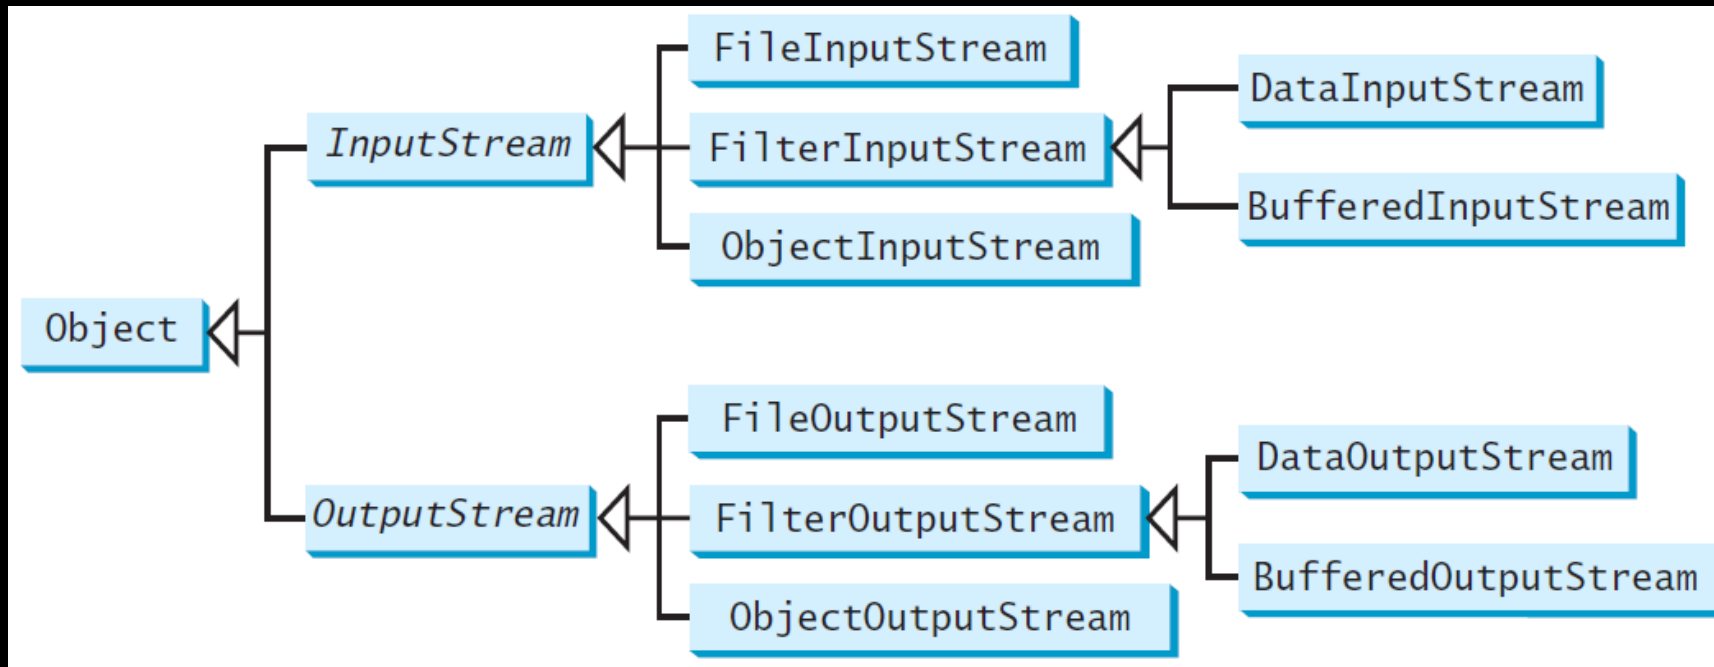 FileInputStream
DataInputStream
InputStream
FilterInputStream
BufferedInputStream
ObjectInputStream
Object
FileOutputStream
DataOutputStream
OutputStream
FilterOutputStream
BufferedOutputStream
ObjectOutputStream